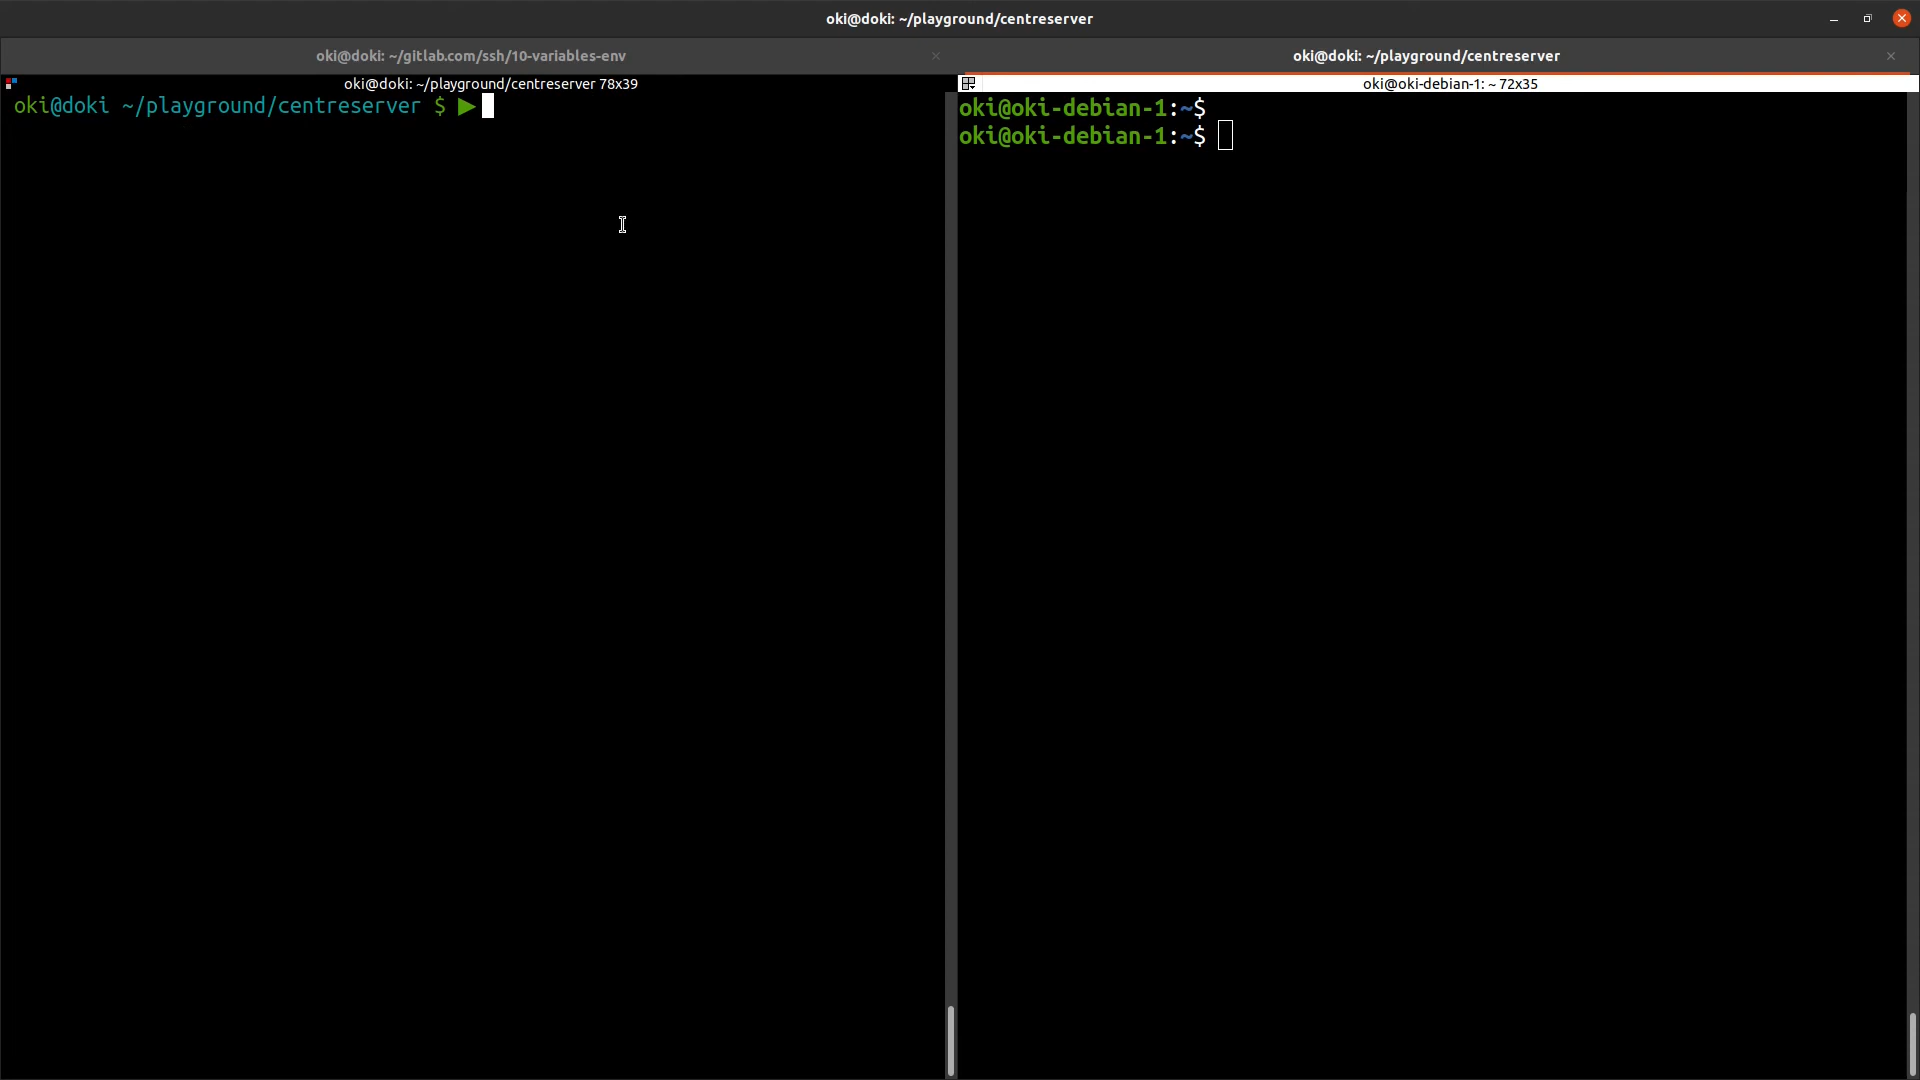 oki@doki: ~/playground/centreserver
oki@doki: ~/gitlab.com/ssh/10-variables-env
oki@doki: ~/playground/centreserver
oki@doki: ~/playground/centreserver 78x39
oki@doki ~/playground/centreserver $ ▶
oki@oki-debian-1: ~ 72x35
oki@oki-debian-1:~$
oki@oki-debian-1:~$